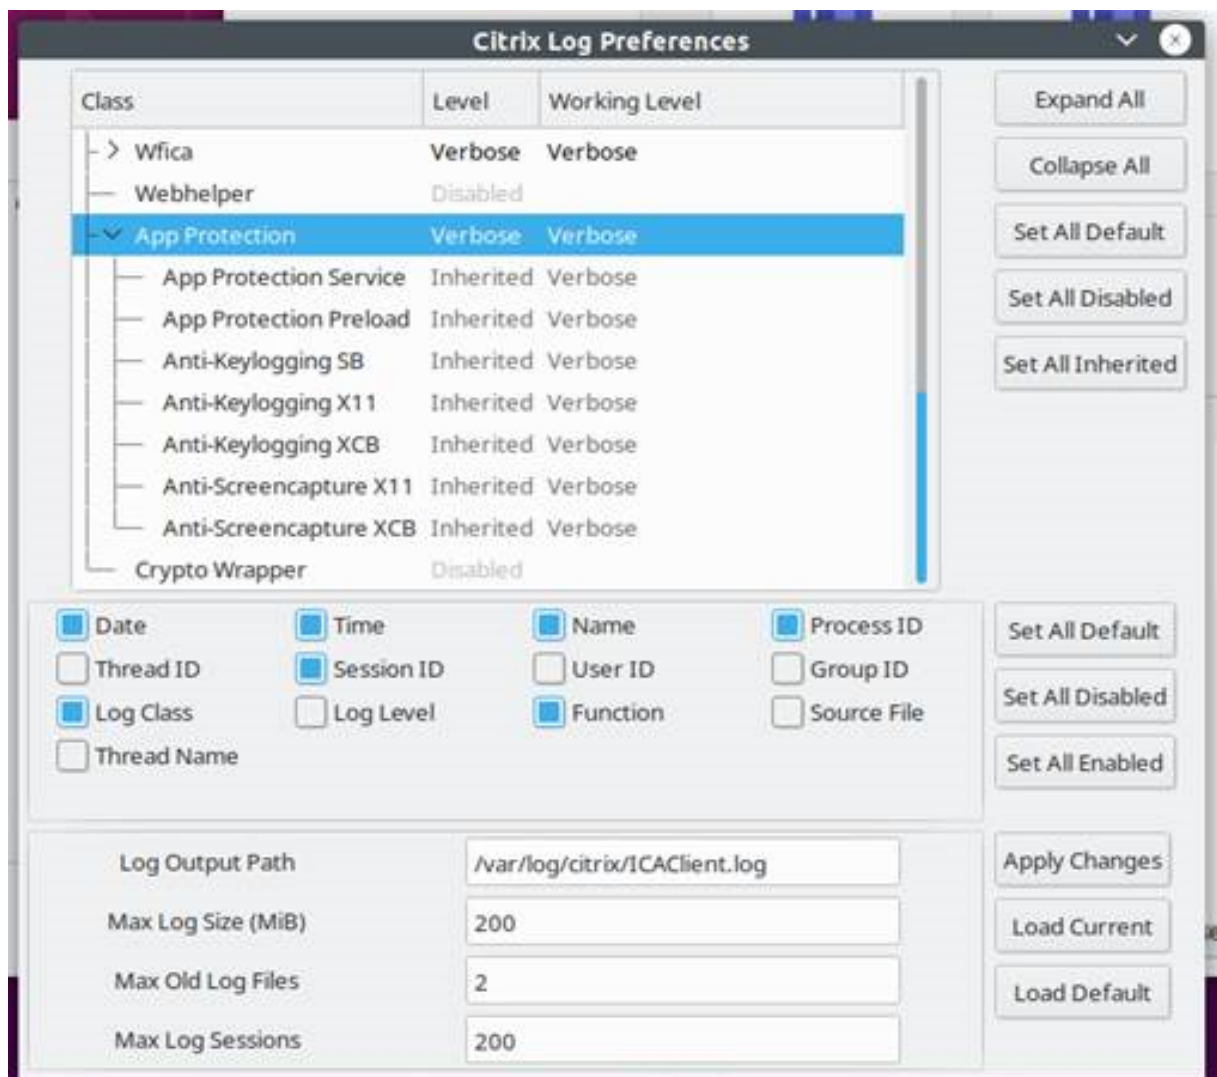 Citrix Log Preferences
Class Level Working Level
Wfica Verbose Verbose
Webhelper Disabled
App Protection Verbose Verbose
App Protection Service Inherited Verbose
App Protection Preload Inherited Verbose
Anti-Keylogging SB Inherited Verbose
Anti-Keylogging X11 Inherited Verbose
Anti-Keylogging XCB Inherited Verbose
Anti-Screencapture X11 Inherited Verbose
Anti-Screencapture XCB Inherited Verbose
Crypto Wrapper Disabled
Expand All
Collapse All
Set All Default
Set All Disabled
Set All Inherited
Date Time Name Process ID
Thread ID Session ID User ID Group ID
Log Class Log Level Function Source File
Thread Name
Set All Default
Set All Disabled
Set All Enabled
Log Output Path /var/log/citrix/ICAClient.log
Max Log Size (MiB) 200
Max Old Log Files 2
Max Log Sessions 200
Apply Changes
Load Current
Load Default